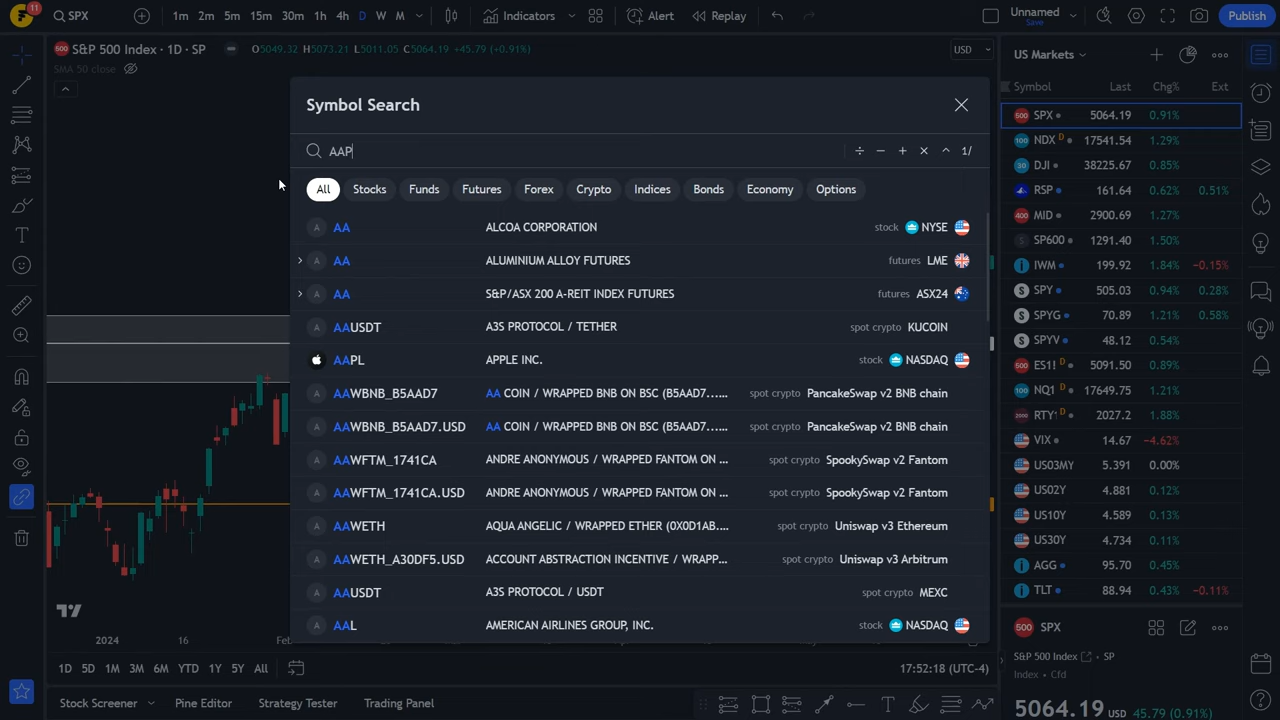 11
SPX
1m 2m 5m 15m 30m 1h 4h D W M
Indicators
Alert
Replay
Unnamed
Save
Publish
500 S&P 500 Index · 1D · SP
O5049.32 H5073.21 L5011.05 C5064.19 +45.79 (+0.91%)
USD
SMA 50 close
Symbol Search
AAP
÷ − + × 1/
All Stocks Funds Futures Forex Crypto Indices Bonds Economy Options
A AA ALCOA CORPORATION stock NYSE
A AA ALUMINIUM ALLOY FUTURES futures LME
A AA S&P/ASX 200 A-REIT INDEX FUTURES futures ASX24
A AAUSDT A3S PROTOCOL / TETHER spot crypto KUCOIN
AAPL APPLE INC. stock NASDAQ
A AAWBNB_B5AAD7 AA COIN / WRAPPED BNB ON BSC (B5AAD7...... spot crypto PancakeSwap v2 BNB chain
A AAWBNB_B5AAD7.USD AA COIN / WRAPPED BNB ON BSC (B5AAD7...... spot crypto PancakeSwap v2 BNB chain
A AAWFTM_1741CA ANDRE ANONYMOUS / WRAPPED FANTOM ON ... spot crypto SpookySwap v2 Fantom
A AAWFTM_1741CA.USD ANDRE ANONYMOUS / WRAPPED FANTOM ON ... spot crypto SpookySwap v2 Fantom
A AAWETH AQUA ANGELIC / WRAPPED ETHER (0X0D1AB.... spot crypto Uniswap v3 Ethereum
A AAWETH_A30DF5.USD ACCOUNT ABSTRACTION INCENTIVE / WRAPP... spot crypto Uniswap v3 Arbitrum
A AAUSDT A3S PROTOCOL / USDT spot crypto MEXC
A AAL AMERICAN AIRLINES GROUP, INC. stock NASDAQ
2024 16 Feb
1D 5D 1M 3M 6M YTD 1Y 5Y All
17:52:18 (UTC-4)
Stock Screener Pine Editor Strategy Tester Trading Panel
US Markets
Symbol Last Chg% Ext
500 SPX 5064.19 0.91%
100 NDX D 17541.54 1.29%
30 DJI 38225.67 0.85%
RSP 161.64 0.62% 0.51%
400 MID 2900.69 1.27%
S SP600 1291.40 1.50%
IWM 199.92 1.84% −0.15%
SPY 505.03 0.94% 0.28%
SPYG 70.89 1.21% 0.58%
SPYV 48.12 0.54%
500 ES1! D 5091.50 0.89%
100 NQ1 D 17649.75 1.21%
2000 RTY D 2027.2 1.88%
VIX 14.67 −4.62%
US03MY 5.391 0.00%
US02Y 4.881 0.12%
US10Y 4.589 0.13%
US30Y 4.734 0.11%
AGG 95.70 0.45%
TLT 88.94 0.43% −0.11%
500 SPX
S&P 500 Index SP
Index · Cfd
5064.19 USD 45.79 (0.91%)